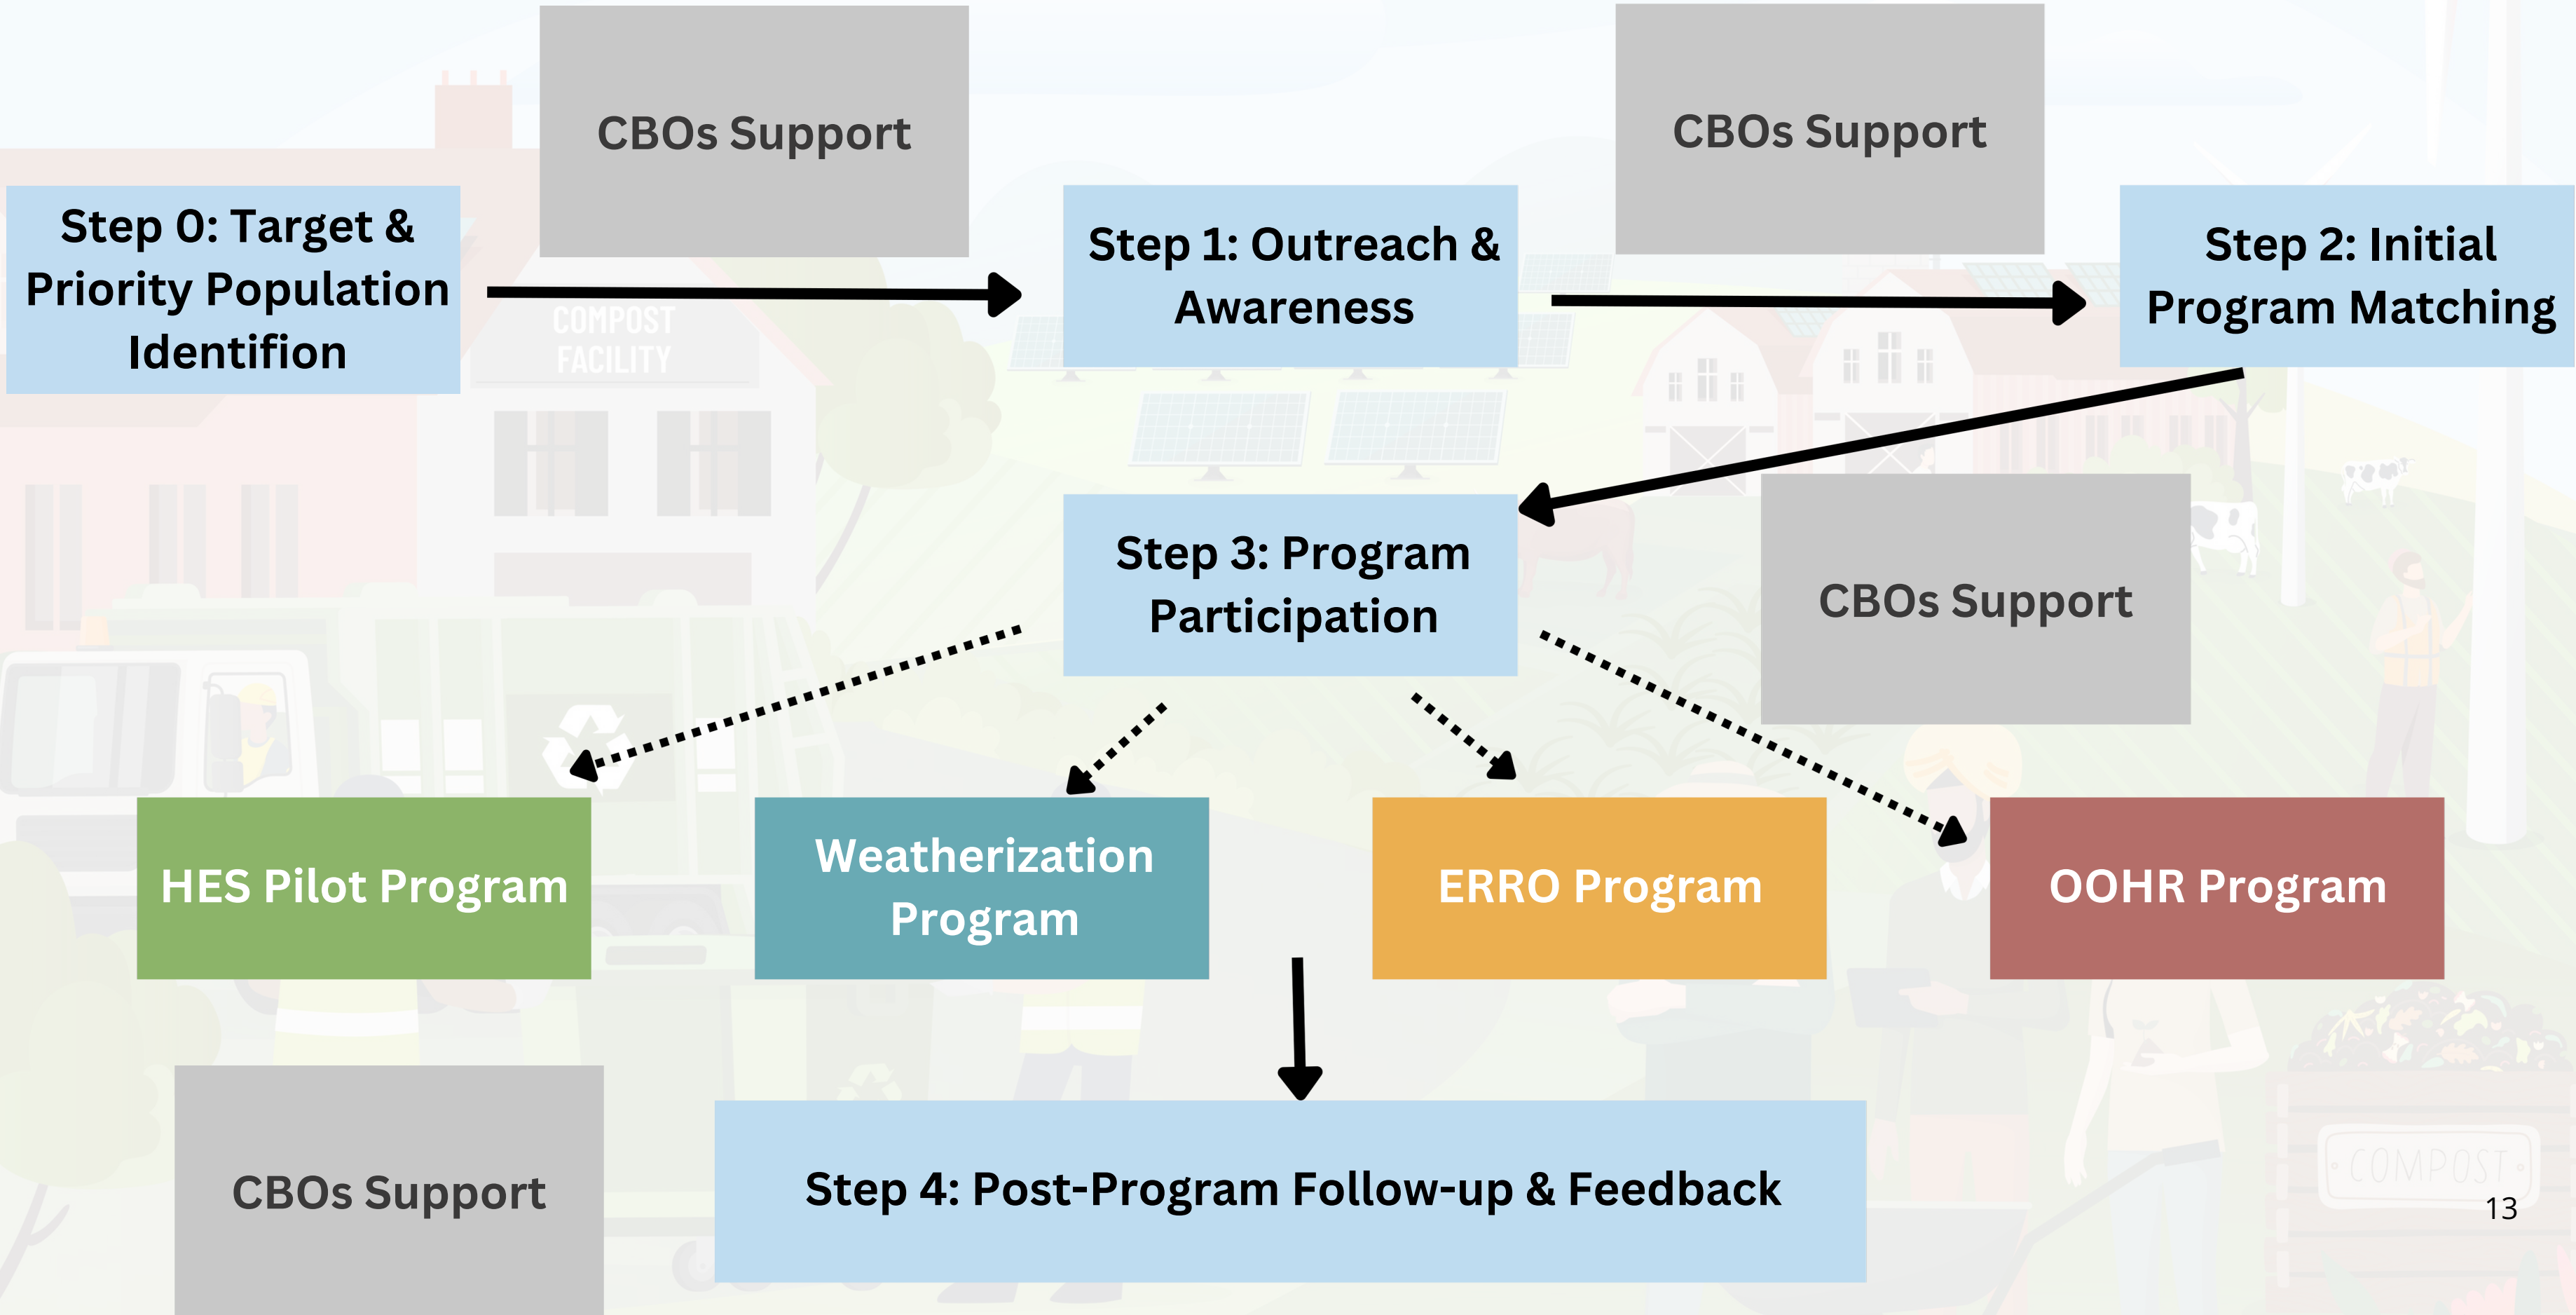 CBOs Support
CBOs Support
Step 0: Target &
Priority Population
Identifion
Step 1: Outreach &
Awareness
Step 2: Initial
Program Matching
COMPOST
FACILITY
Step 3: Program
Participation
CBOs Support
HES Pilot Program
Weatherization
Program
ERRO Program
OOHR Program
CBOs Support
Step 4: Post-Program Follow-up & Feedback
COMPOST
13